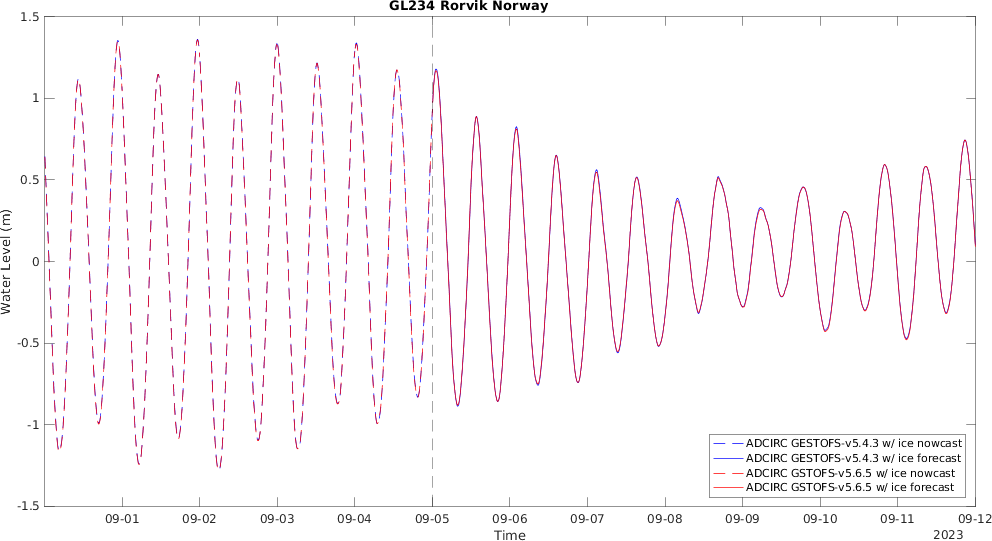 GL234 Rorvik Norway
1.5
1
0.5
0
-0.5
-1
-1.5
Water Level (m)
09-01 09-02 09-03 09-04 09-05 09-06 09-07 09-08 09-09 09-10 09-11 09-12
Time
2023
ADCIRC GESTOFS-v5.4.3 w/ ice nowcast
ADCIRC GESTOFS-v5.4.3 w/ ice forecast
ADCIRC GSTOFS-v5.6.5 w/ ice nowcast
ADCIRC GSTOFS-v5.6.5 w/ ice forecast